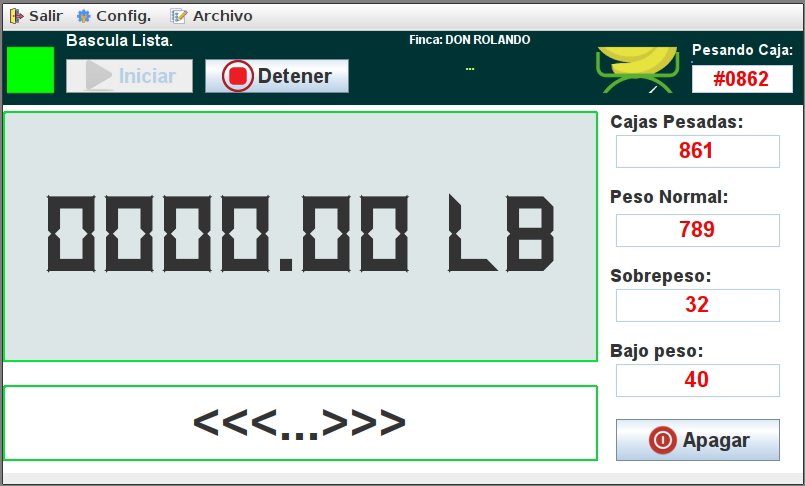 Salir Config. Archivo
Bascula Lista.
Iniciar Detener
Finca: DON ROLANDO
...
Pesando Caja:
#0862
0000.00 LB
<<<...>>>
Cajas Pesadas:
861
Peso Normal:
789
Sobrepeso:
32
Bajo peso:
40
Apagar